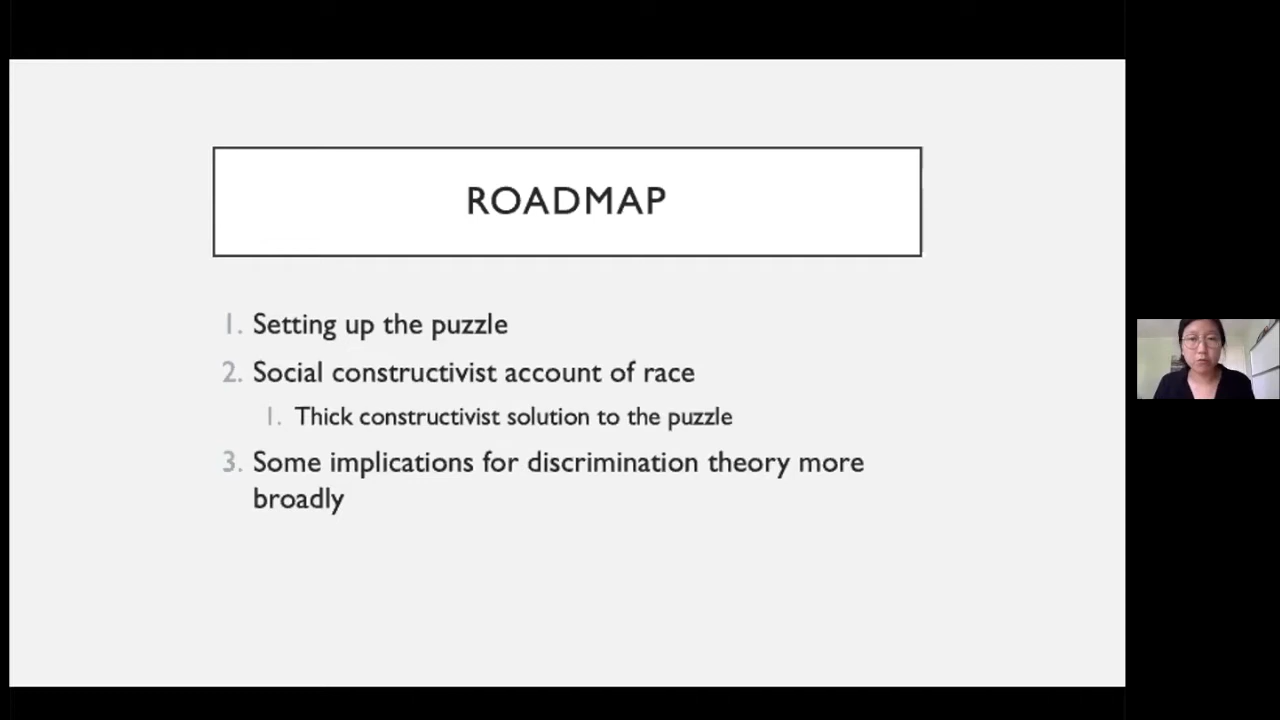 ROADMAP
1. Setting up the puzzle
2. Social constructivist account of race
1. Thick constructivist solution to the puzzle
3. Some implications for discrimination theory more
broadly